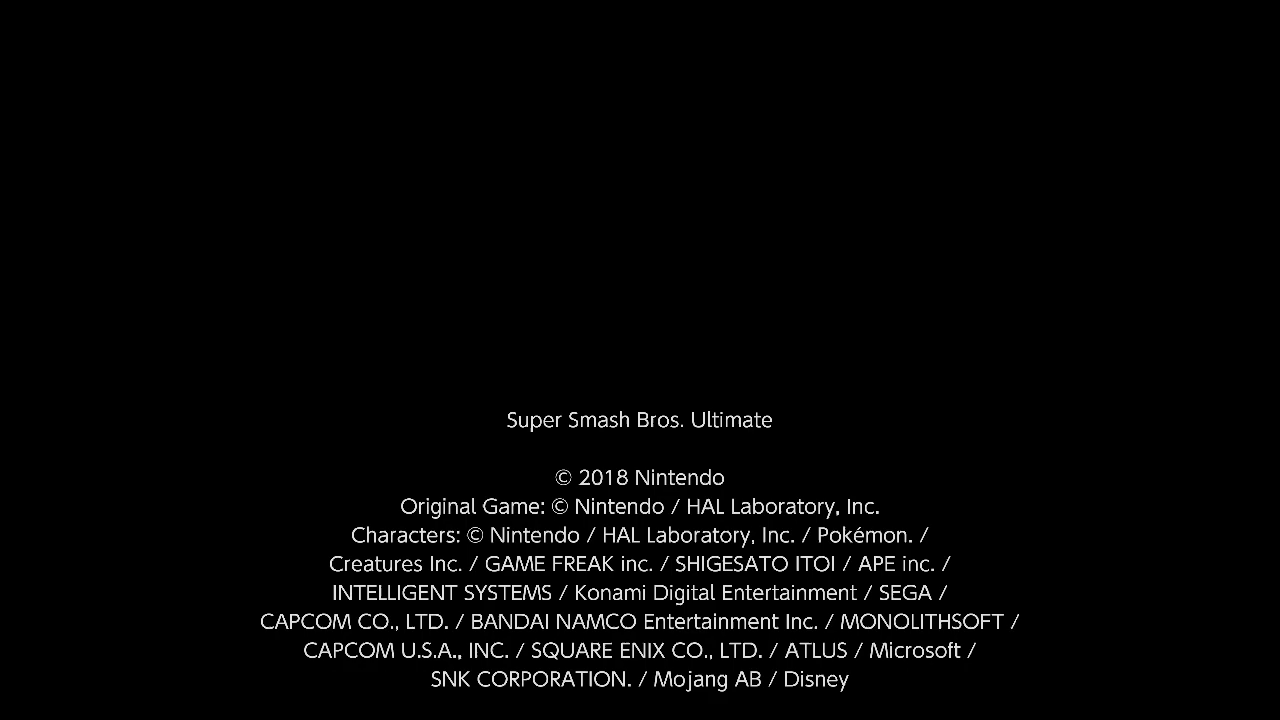 Super Smash Bros. Ultimate
© 2018 Nintendo
Original Game: © Nintendo / HAL Laboratory, Inc.
Characters: © Nintendo / HAL Laboratory, Inc. / Pokémon. /
Creatures Inc. / GAME FREAK inc. / SHIGESATO ITOI / APE inc. /
INTELLIGENT SYSTEMS / Konami Digital Entertainment / SEGA /
CAPCOM CO., LTD. / BANDAI NAMCO Entertainment Inc. / MONOLITHSOFT /
CAPCOM U.S.A., INC. / SQUARE ENIX CO., LTD. / ATLUS / Microsoft /
SNK CORPORATION. / Mojang AB / Disney